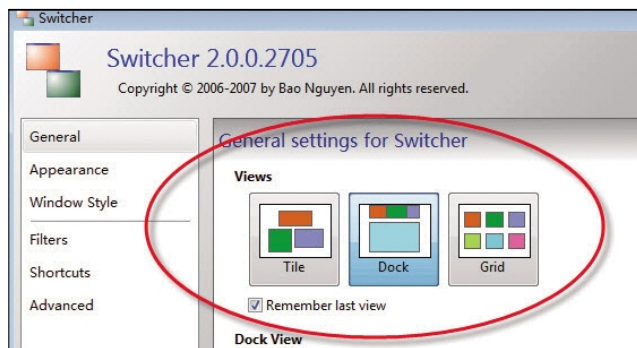 Switcher
Switcher 2.0.0.2705
Copyright © 2006-2007 by Bao Nguyen. All rights reserved.
General
Appearance
Window Style
Filters
Shortcuts
Advanced
General settings for Switcher
Views
Tile
Dock
Grid
Remember last view
Dock View